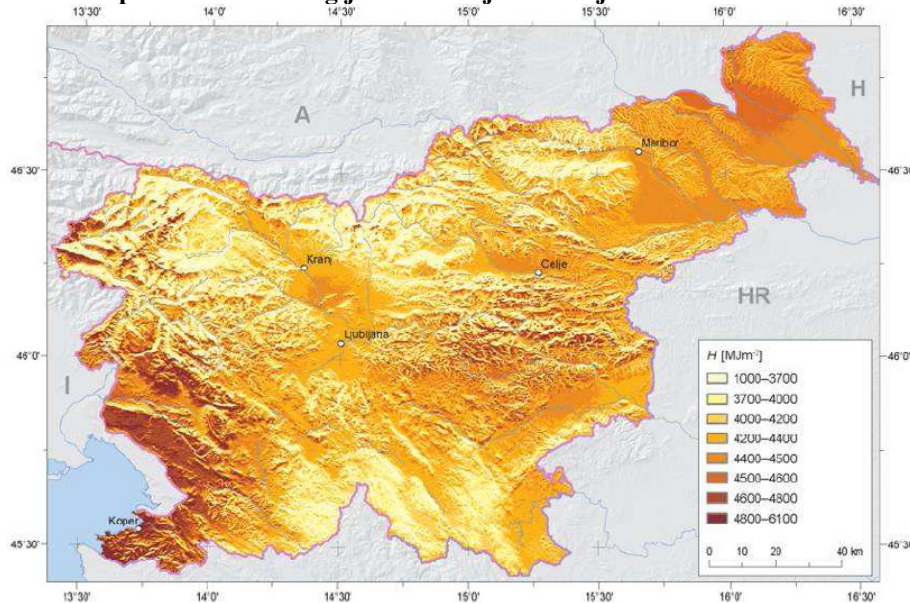 13°30' 14°0' 14°30' 15°0' 15°30' 16°0' 16°30'
A
H
Maribor
46°30' 46°30'
Kranj
Celje
HR
Ljubljana
46°0' 46°0'
I
H [MJm⁻²]
1000–3700
3700–4000
4000–4200
4200–4400
4400–4500
4500–4600
4600–4800
4800–6100
Koper
45°30' 45°30'
0 20 40 km
13°30' 14°0' 14°30' 15°0' 15°30' 16°0' 16°30'